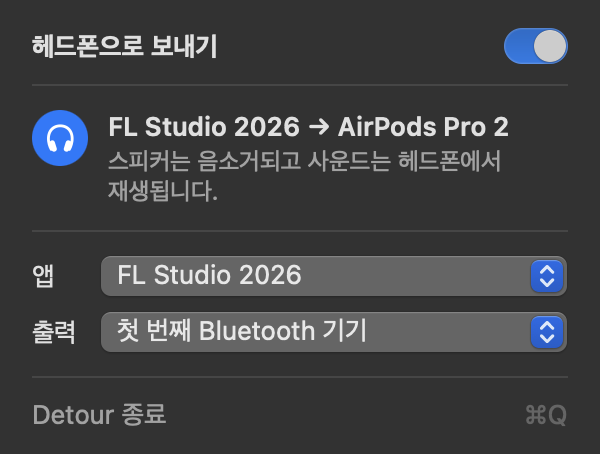 헤드폰으로 보내기
FL Studio 2026 → AirPods Pro 2
스피커는 음소거되고 사운드는 헤드폰에서
재생됩니다.
앱 FL Studio 2026
출력 첫 번째 Bluetooth 기기
Detour 종료 ⌘Q